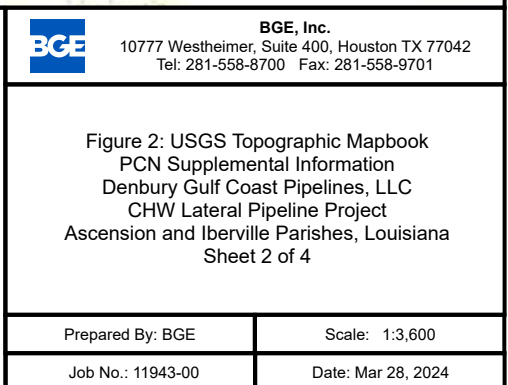 BGE
BGE, Inc.
10777 Westheimer, Suite 400, Houston TX 77042
Tel: 281-558-8700 Fax: 281-558-9701
Figure 2: USGS Topographic Mapbook
PCN Supplemental Information
Denbury Gulf Coast Pipelines, LLC
CHW Lateral Pipeline Project
Ascension and Iberville Parishes, Louisiana
Sheet 2 of 4
Prepared By: BGE
Scale: 1:3,600
Job No.: 11943-00
Date: Mar 28, 2024